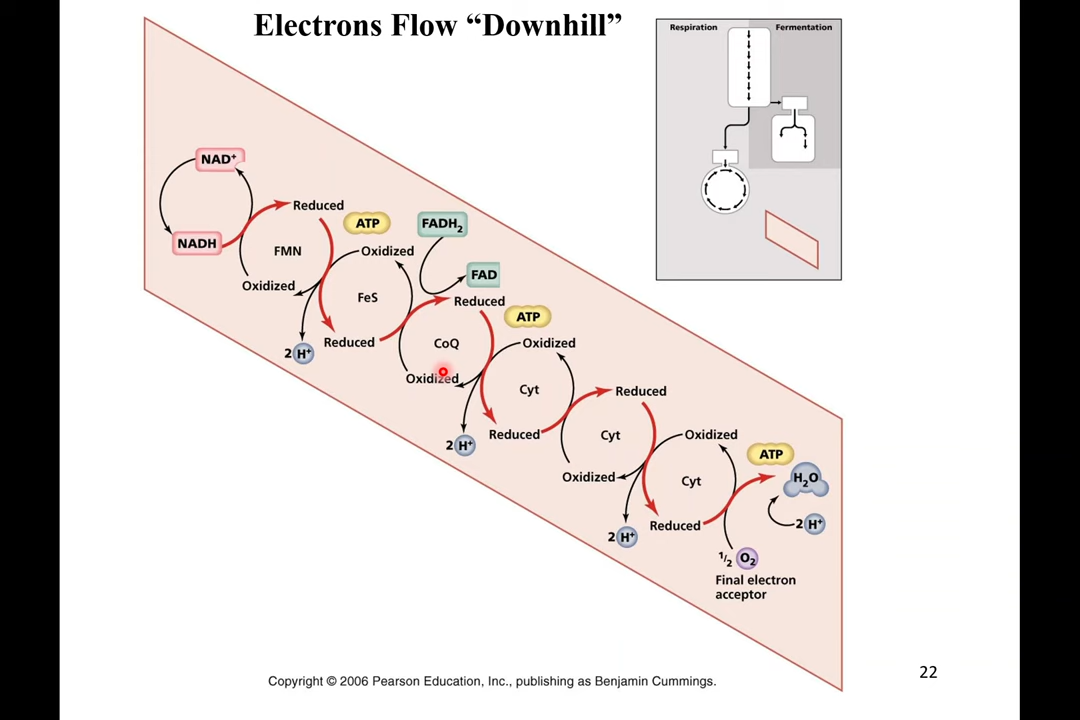 Electrons Flow “Downhill”
Respiration
Fermentation
NAD+
Reduced
ATP
FADH2
NADH
FMN
Oxidized
FAD
Oxidized
FeS
Reduced
ATP
Reduced
CoQ
Oxidized
2 H+
Oxidized
Cyt
Reduced
Reduced
Cyt
Oxidized
2 H+
ATP
Oxidized
Cyt
H2O
Reduced
2 H+
2 H+
1/2 O2
Final electron
acceptor
22
Copyright © 2006 Pearson Education, Inc., publishing as Benjamin Cummings.